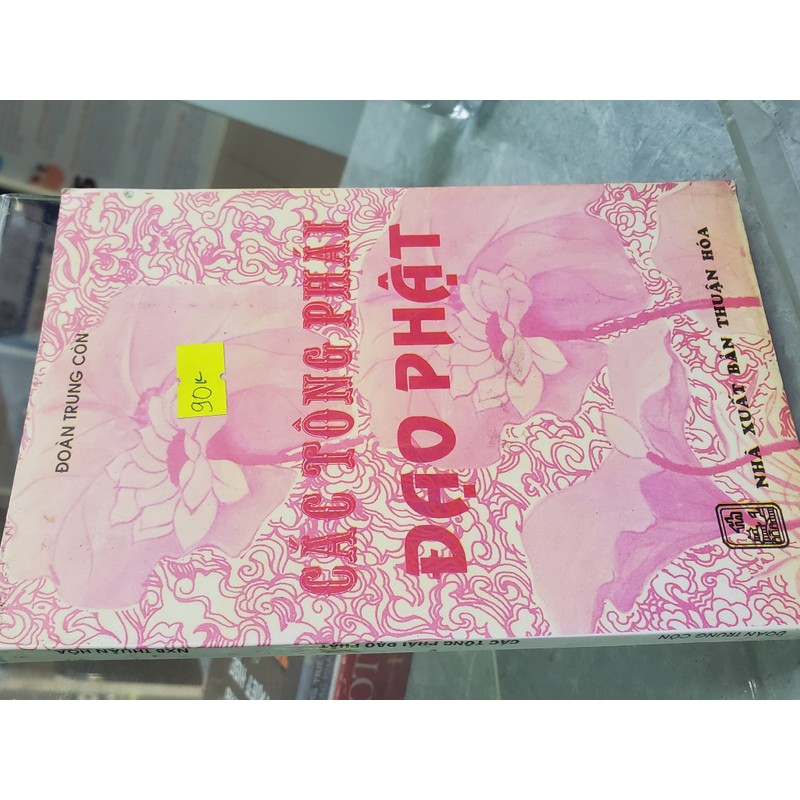 ĐOÀN TRUNG CÒN
90k
CÁC TÔNG PHÁI
ĐẠO PHẬT
NHÀ XUẤT BẢN THUẬN HÓA
NXB THUẬN HÓA
CÁC TÔNG PHÁI ĐẠO PHẬT
ĐOÀN TRUNG CÒN